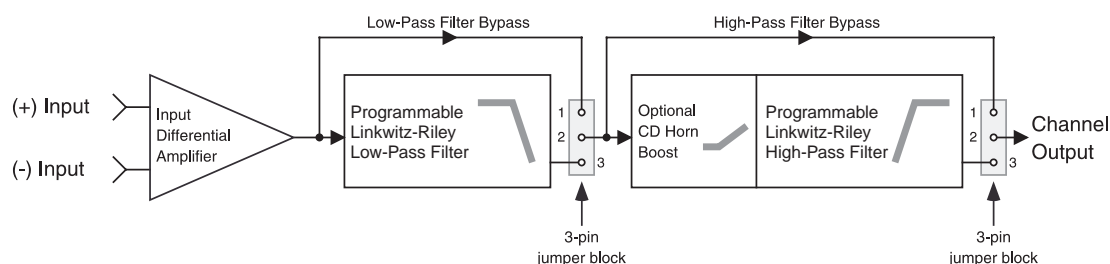 Low-Pass Filter Bypass
High-Pass Filter Bypass
(+) Input
(-) Input
Input
Differential
Amplifier
Programmable
Linkwitz-Riley
Low-Pass Filter
1
2
3
Optional
CD Horn
Boost
Programmable
Linkwitz-Riley
High-Pass Filter
1
2
3
Channel
Output
3-pin
jumper block
3-pin
jumper block